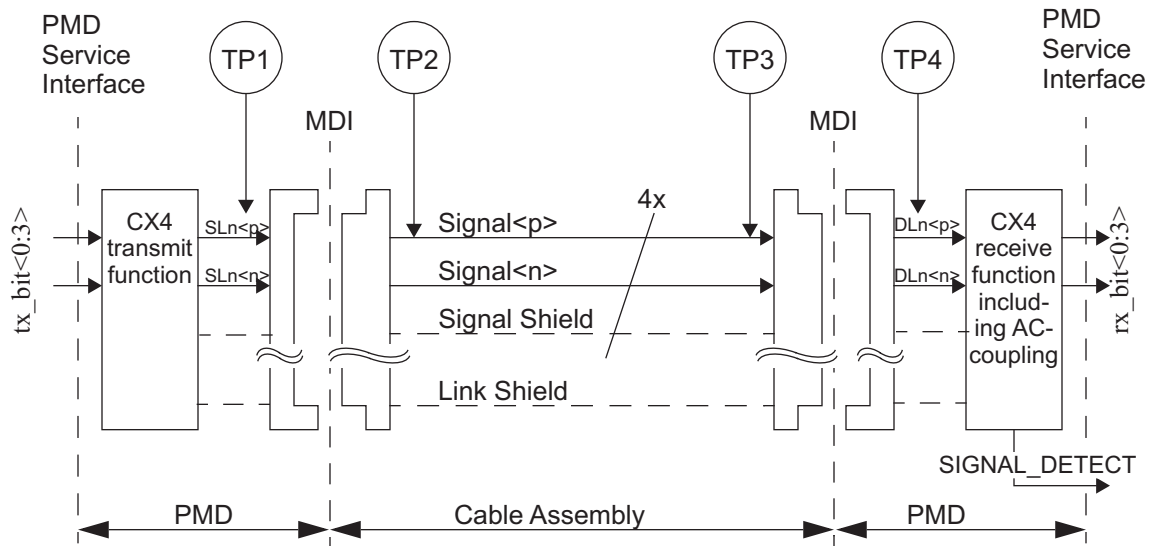 PMD
Service
Interface
TP1
TP2
TP3
TP4
PMD
Service
Interface
MDI
MDI
tx_bit<0:3>
CX4
transmit
function
SLn<p>
SLn<n>
Signal<p>
Signal<n>
Signal Shield
Link Shield
4x
DLn<p>
DLn<n>
CX4
receive
function
includ-
ing AC-
coupling
rx_bit<0:3>
SIGNAL_DETECT
PMD
Cable Assembly
PMD